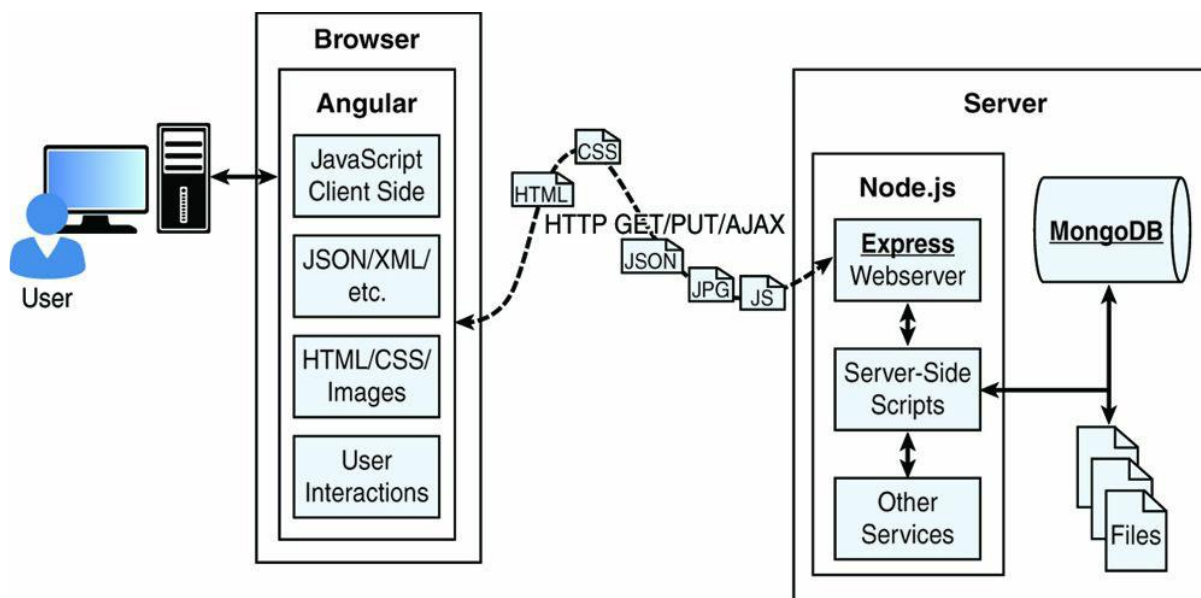 Browser
Angular
JavaScript
Client Side
JSON/XML/
etc.
HTML/CSS/
Images
User
Interactions
User
HTML
CSS
HTTP GET/PUT/AJAX
JSON
JPG
JS
Server
Node.js
Express
Webserver
Server-Side
Scripts
Other
Services
MongoDB
Files